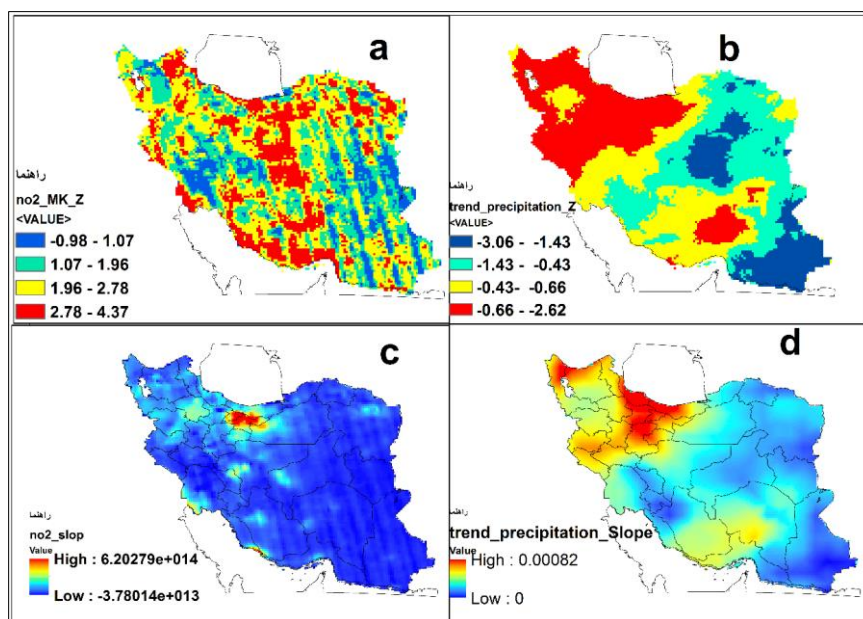 a
راهنما
no2_MK_Z
<VALUE>
-0.98 - 1.07
1.07 - 1.96
1.96 - 2.78
2.78 - 4.37
b
راهنما
trend_precipitation_Z
<VALUE>
-3.06 - -1.43
-1.43 - -0.43
-0.43- -0.66
-0.66 -2.62
c
راهنما
no2_slop
Value
High : 6.20279e+014
Low : -3.78014e+013
d
راهنما
trend_precipitation_Slope
Value
High : 0.00082
Low : 0